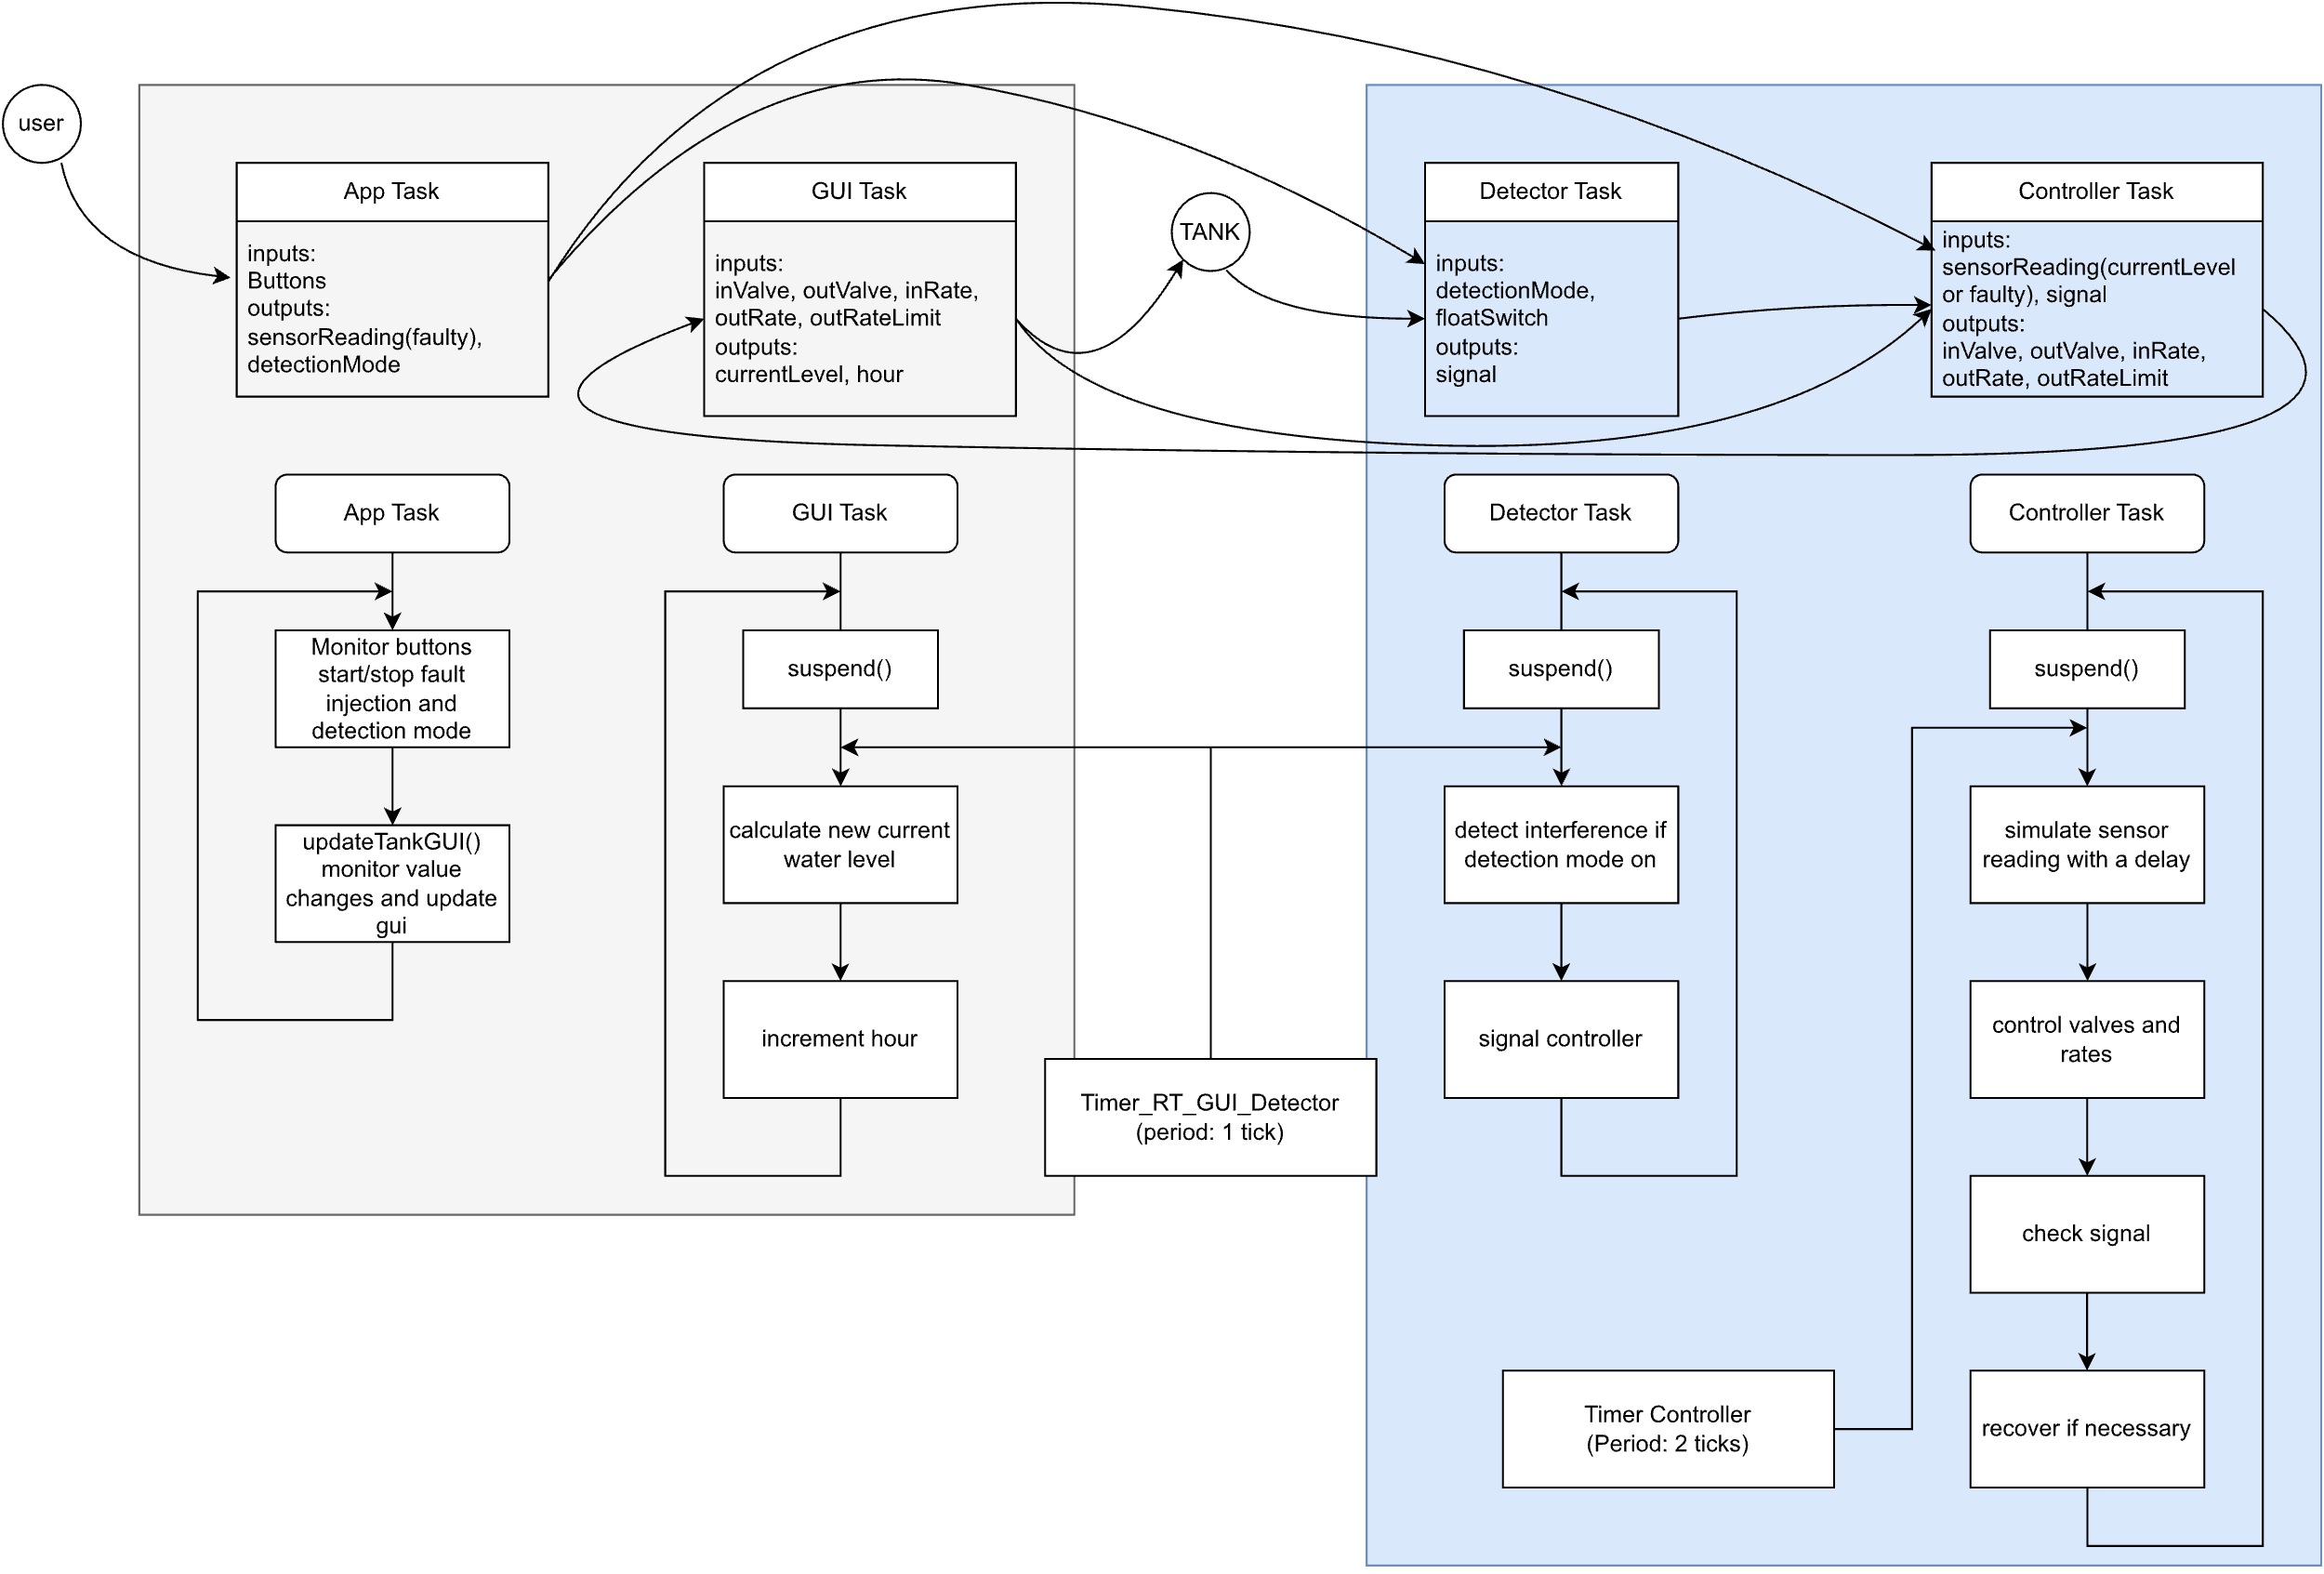 user
App Task
inputs:
Buttons
outputs:
sensorReading(faulty),
detectionMode
GUI Task
inputs:
inValve, outValve, inRate,
outRate, outRateLimit
outputs:
currentLevel, hour
TANK
Detector Task
inputs:
detectionMode,
floatSwitch
outputs:
signal
Controller Task
inputs:
sensorReading(currentLevel
or faulty), signal
outputs:
inValve, outValve, inRate,
outRate, outRateLimit
App Task
Monitor buttons
start/stop fault
injection and
detection mode
updateTankGUI()
monitor value
changes and update
gui
GUI Task
suspend()
calculate new current
water level
increment hour
Timer_RT_GUI_Detector
(period: 1 tick)
Detector Task
suspend()
detect interference if
detection mode on
signal controller
Timer Controller
(Period: 2 ticks)
Controller Task
suspend()
simulate sensor
reading with a delay
control valves and
rates
check signal
recover if necessary